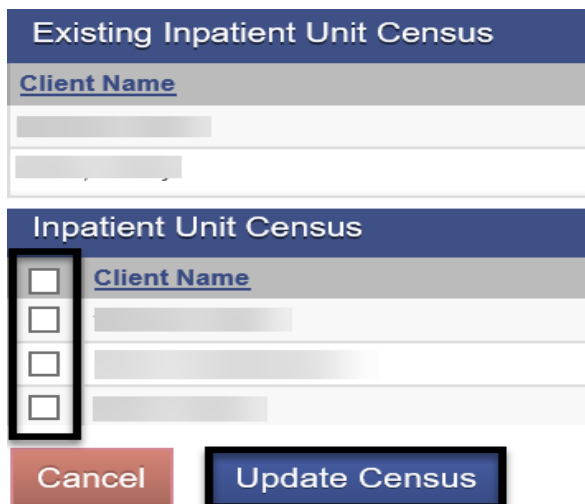 Existing Inpatient Unit Census
Client Name
Inpatient Unit Census
Client Name
Cancel Update Census